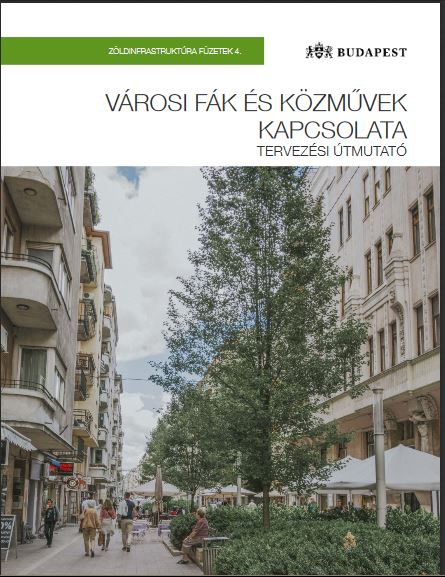 ZÖLDINFRASTRUKTÚRA FÜZETEK 4.
BUDAPEST
VÁROSI FÁK ÉS KÖZMŰVEK
KAPCSOLATA
TERVEZÉSI ÚTMUTATÓ